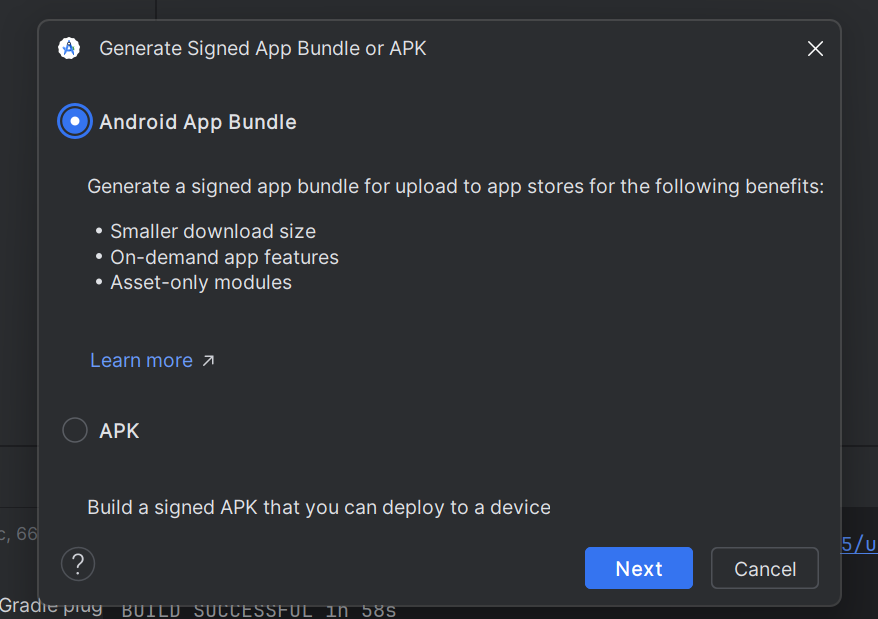 Generate Signed App Bundle or APK
Android App Bundle
Generate a signed app bundle for upload to app stores for the following benefits:
• Smaller download size
• On-demand app features
• Asset-only modules
Learn more ↗
APK
Build a signed APK that you can deploy to a device
c, 66
5/u
?
Next
Cancel
Gradle plug
BUILD SUCCESSFUL in 58s